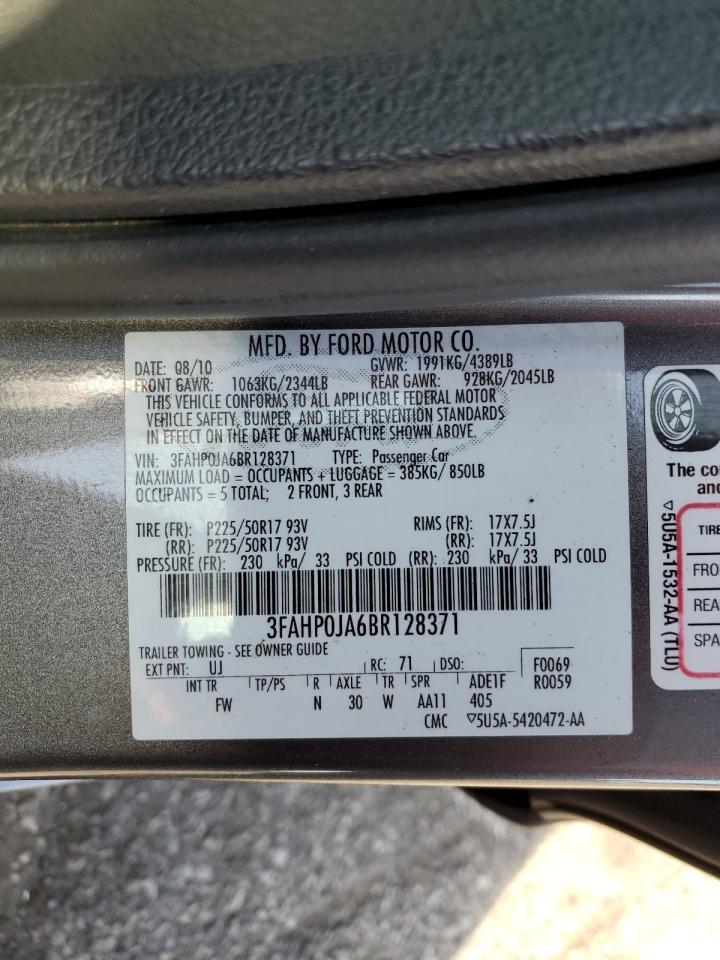 MFD. BY FORD MOTOR CO.
DATE: 08/10 GVWR: 1991KG/4389LB
FRONT GAWR: 1063KG/2344LB REAR GAWR: 928KG/2045LB
THIS VEHICLE CONFORMS TO ALL APPLICABLE FEDERAL MOTOR
VEHICLE SAFETY, BUMPER, AND THEFT PREVENTION STANDARDS
IN EFFECT ON THE DATE OF MANUFACTURE SHOWN ABOVE.
VIN: 3FAHP0JA6BR128371 TYPE: Passenger Car
MAXIMUM LOAD = OCCUPANTS + LUGGAGE = 385KG/ 850LB
OCCUPANTS = 5 TOTAL; 2 FRONT, 3 REAR
TIRE (FR): P225/50R17 93V RIMS (FR): 17X7.5J
(RR): P225/50R17 93V (RR): 17X7.5J
PRESSURE (FR): 230 kPa/ 33 PSI COLD (RR): 230 kPa/ 33 PSI COLD
3FAHP0JA6BR128371
TRAILER TOWING - SEE OWNER GUIDE
EXT PNT: UJ RC: 71 DSO: F0069
INT TR TP/PS R AXLE TR SPR ADE1F R0059
FW N 30 W AA11 405
CMC ▽5U5A-5420472-AA
The co
an
▽5U5A-1532-AA (TLU)
TIRE
FRO
REA
SPA